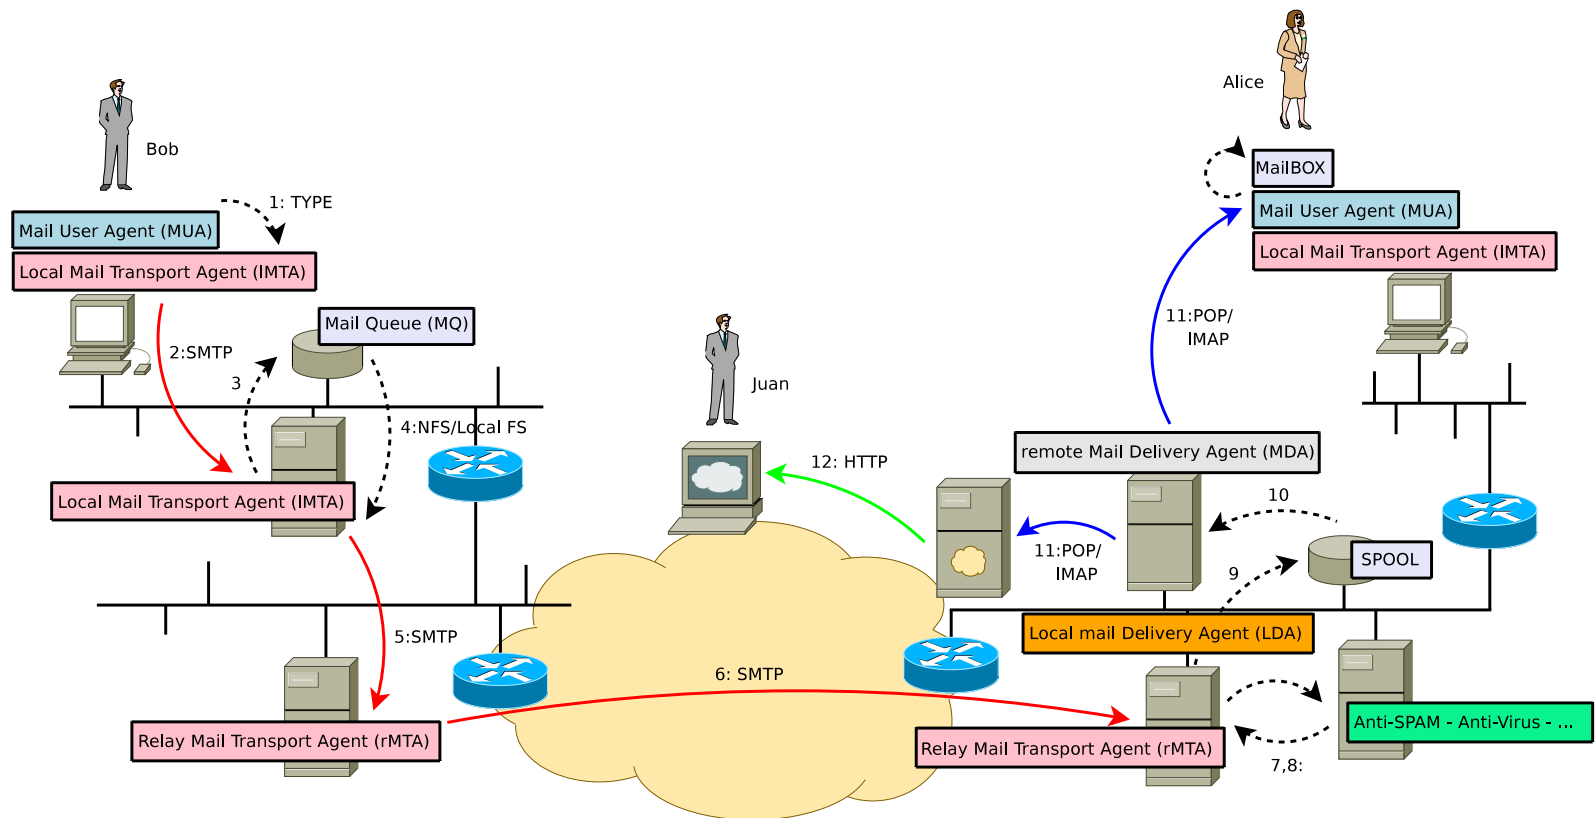 Alice
Bob
MailBOX
1: TYPE
Mail User Agent (MUA)
Mail User Agent (MUA)
Local Mail Transport Agent (lMTA)
Local Mail Transport Agent (lMTA)
Mail Queue (MQ)
11:POP/
IMAP
2:SMTP
3
Juan
4:NFS/Local FS
remote Mail Delivery Agent (MDA)
12: HTTP
Local Mail Transport Agent (lMTA)
10
11:POP/
IMAP
SPOOL
9
5:SMTP
Local mail Delivery Agent (LDA)
6: SMTP
Relay Mail Transport Agent (rMTA)
Relay Mail Transport Agent (rMTA)
Anti-SPAM - Anti-Virus - ...
7,8: